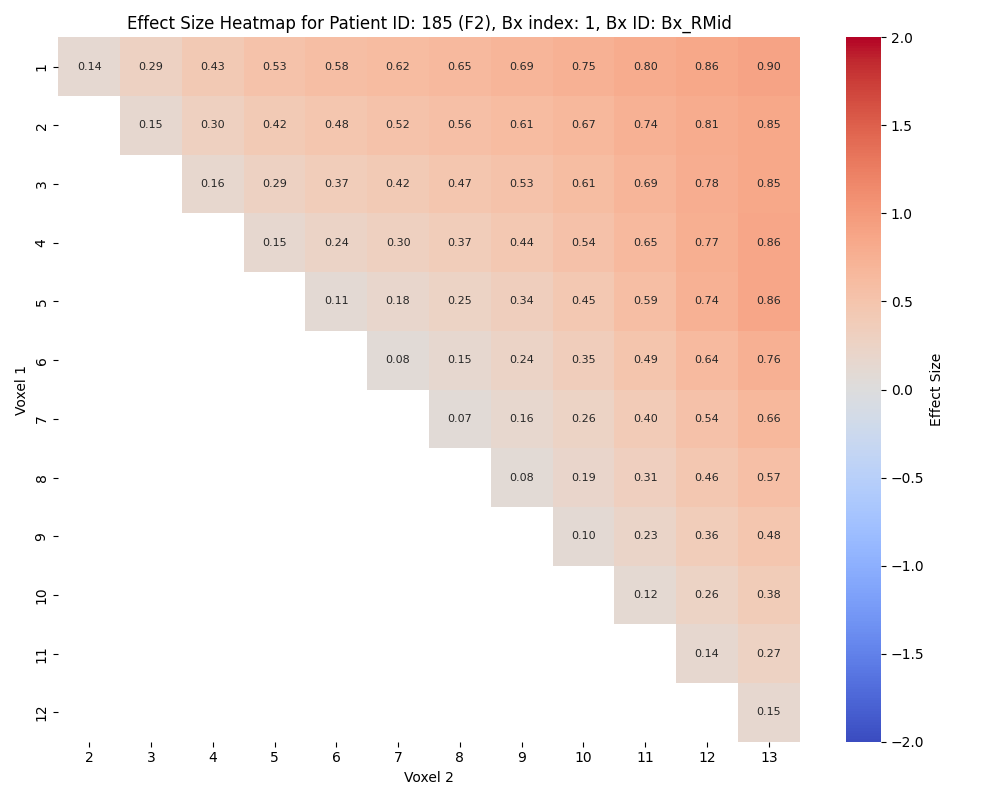 Effect Size Heatmap for Patient ID: 185 (F2), Bx index: 1, Bx ID: Bx_RMid
1 0.14 0.29 0.43 0.53 0.58 0.62 0.65 0.69 0.75 0.80 0.86 0.90
2 0.15 0.30 0.42 0.48 0.52 0.56 0.61 0.67 0.74 0.81 0.85
3 0.16 0.29 0.37 0.42 0.47 0.53 0.61 0.69 0.78 0.85
4 0.15 0.24 0.30 0.37 0.44 0.54 0.65 0.77 0.86
5 0.11 0.18 0.25 0.34 0.45 0.59 0.74 0.86
6 0.08 0.15 0.24 0.35 0.49 0.64 0.76
7 0.07 0.16 0.26 0.40 0.54 0.66
8 0.08 0.19 0.31 0.46 0.57
9 0.10 0.23 0.36 0.48
10 0.12 0.26 0.38
11 0.14 0.27
12 0.15
2 3 4 5 6 7 8 9 10 11 12 13
Voxel 2
Voxel 1
2.0
1.5
1.0
0.5
0.0
−0.5
−1.0
−1.5
−2.0
Effect Size